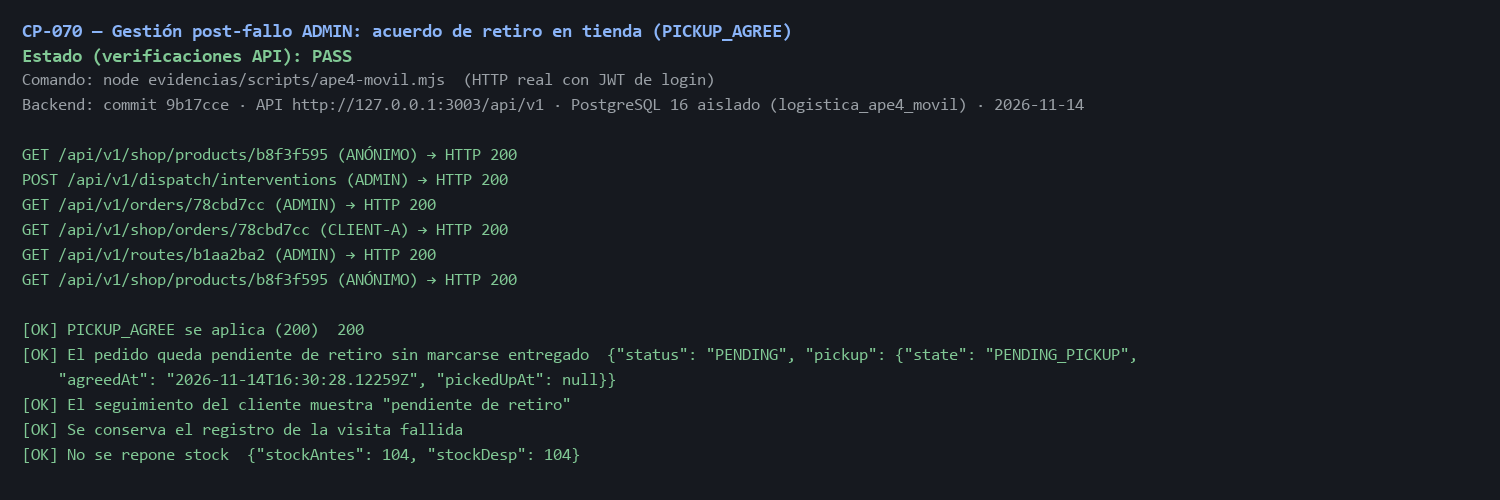 CP-070 — Gestión post-fallo ADMIN: acuerdo de retiro en tienda (PICKUP_AGREE)
Estado (verificaciones API): PASS
Comando: node evidencias/scripts/ape4-movil.mjs  (HTTP real con JWT de login)
Backend: commit 9b17cce · API http://127.0.0.1:3003/api/v1 · PostgreSQL 16 aislado (logistica_ape4_movil) · 2026-11-14
GET /api/v1/shop/products/b8f3f595 (ANÓNIMO) → HTTP 200
POST /api/v1/dispatch/interventions (ADMIN) → HTTP 200
GET /api/v1/orders/78cbd7cc (ADMIN) → HTTP 200
GET /api/v1/shop/orders/78cbd7cc (CLIENT-A) → HTTP 200
GET /api/v1/routes/b1aa2ba2 (ADMIN) → HTTP 200
GET /api/v1/shop/products/b8f3f595 (ANÓNIMO) → HTTP 200
[OK] PICKUP_AGREE se aplica (200)  200
[OK] El pedido queda pendiente de retiro sin marcarse entregado  {"status": "PENDING", "pickup": {"state": "PENDING_PICKUP",
"agreedAt": "2026-11-14T16:30:28.12259Z", "pickedUpAt": null}}
[OK] El seguimiento del cliente muestra "pendiente de retiro"
[OK] Se conserva el registro de la visita fallida
[OK] No se repone stock  {"stockAntes": 104, "stockDesp": 104}